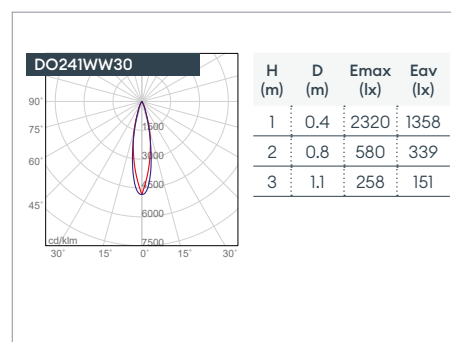 DO241WW30
90°
75°
60°
45°
1500
3000
4500
6000
7500
cd/klm
30° 15° 0° 15° 30°
H D Emax Eav
(m) (m) (lx) (lx)
1 0.4 2320 1358
2 0.8 580 339
3 1.1 258 151